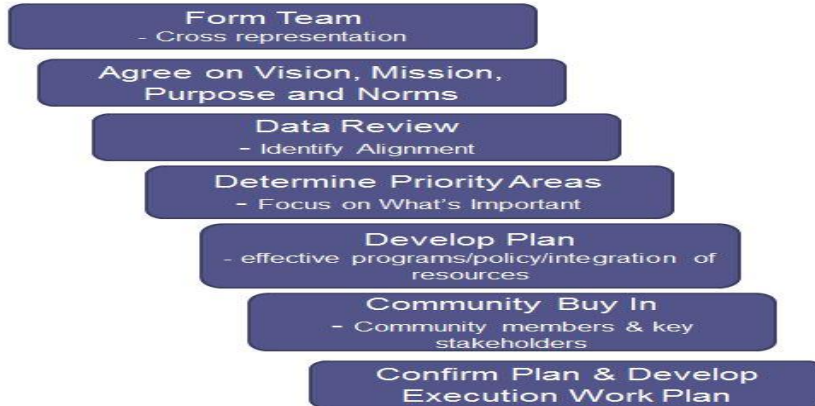 Form Team
- Cross representation
Agree on Vision, Mission,
Purpose and Norms
Data Review
- Identify Alignment
Determine Priority Areas
- Focus on What's Important
Develop Plan
- effective programs/policy/integration of
resources
Community Buy In
- Community members & key
stakeholders
Confirm Plan & Develop
Execution Work Plan